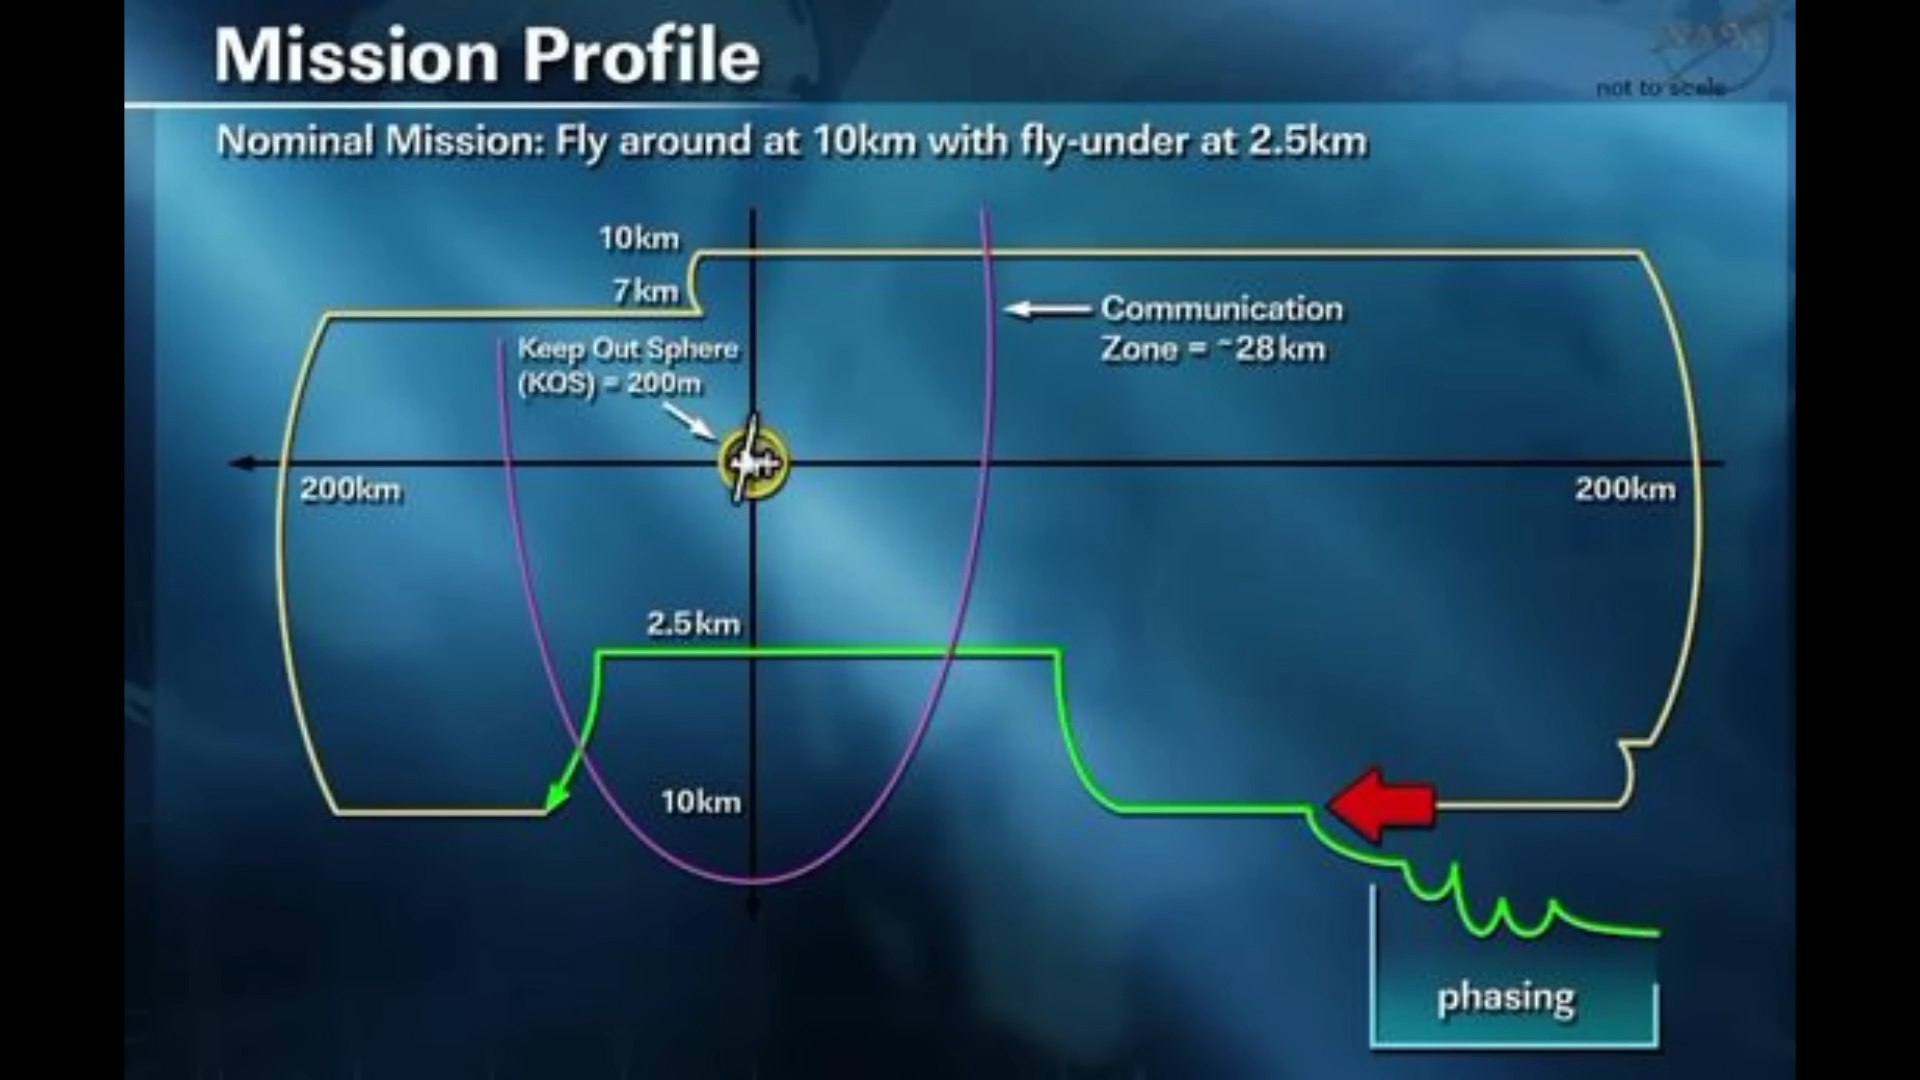 Mission Profile
NASA
not to scale
Nominal Mission: Fly around at 10km with fly-under at 2.5km
10km
7km
Communication
Zone = ~28km
Keep Out Sphere
(KOS) = 200m
200km
200km
2.5km
10km
phasing